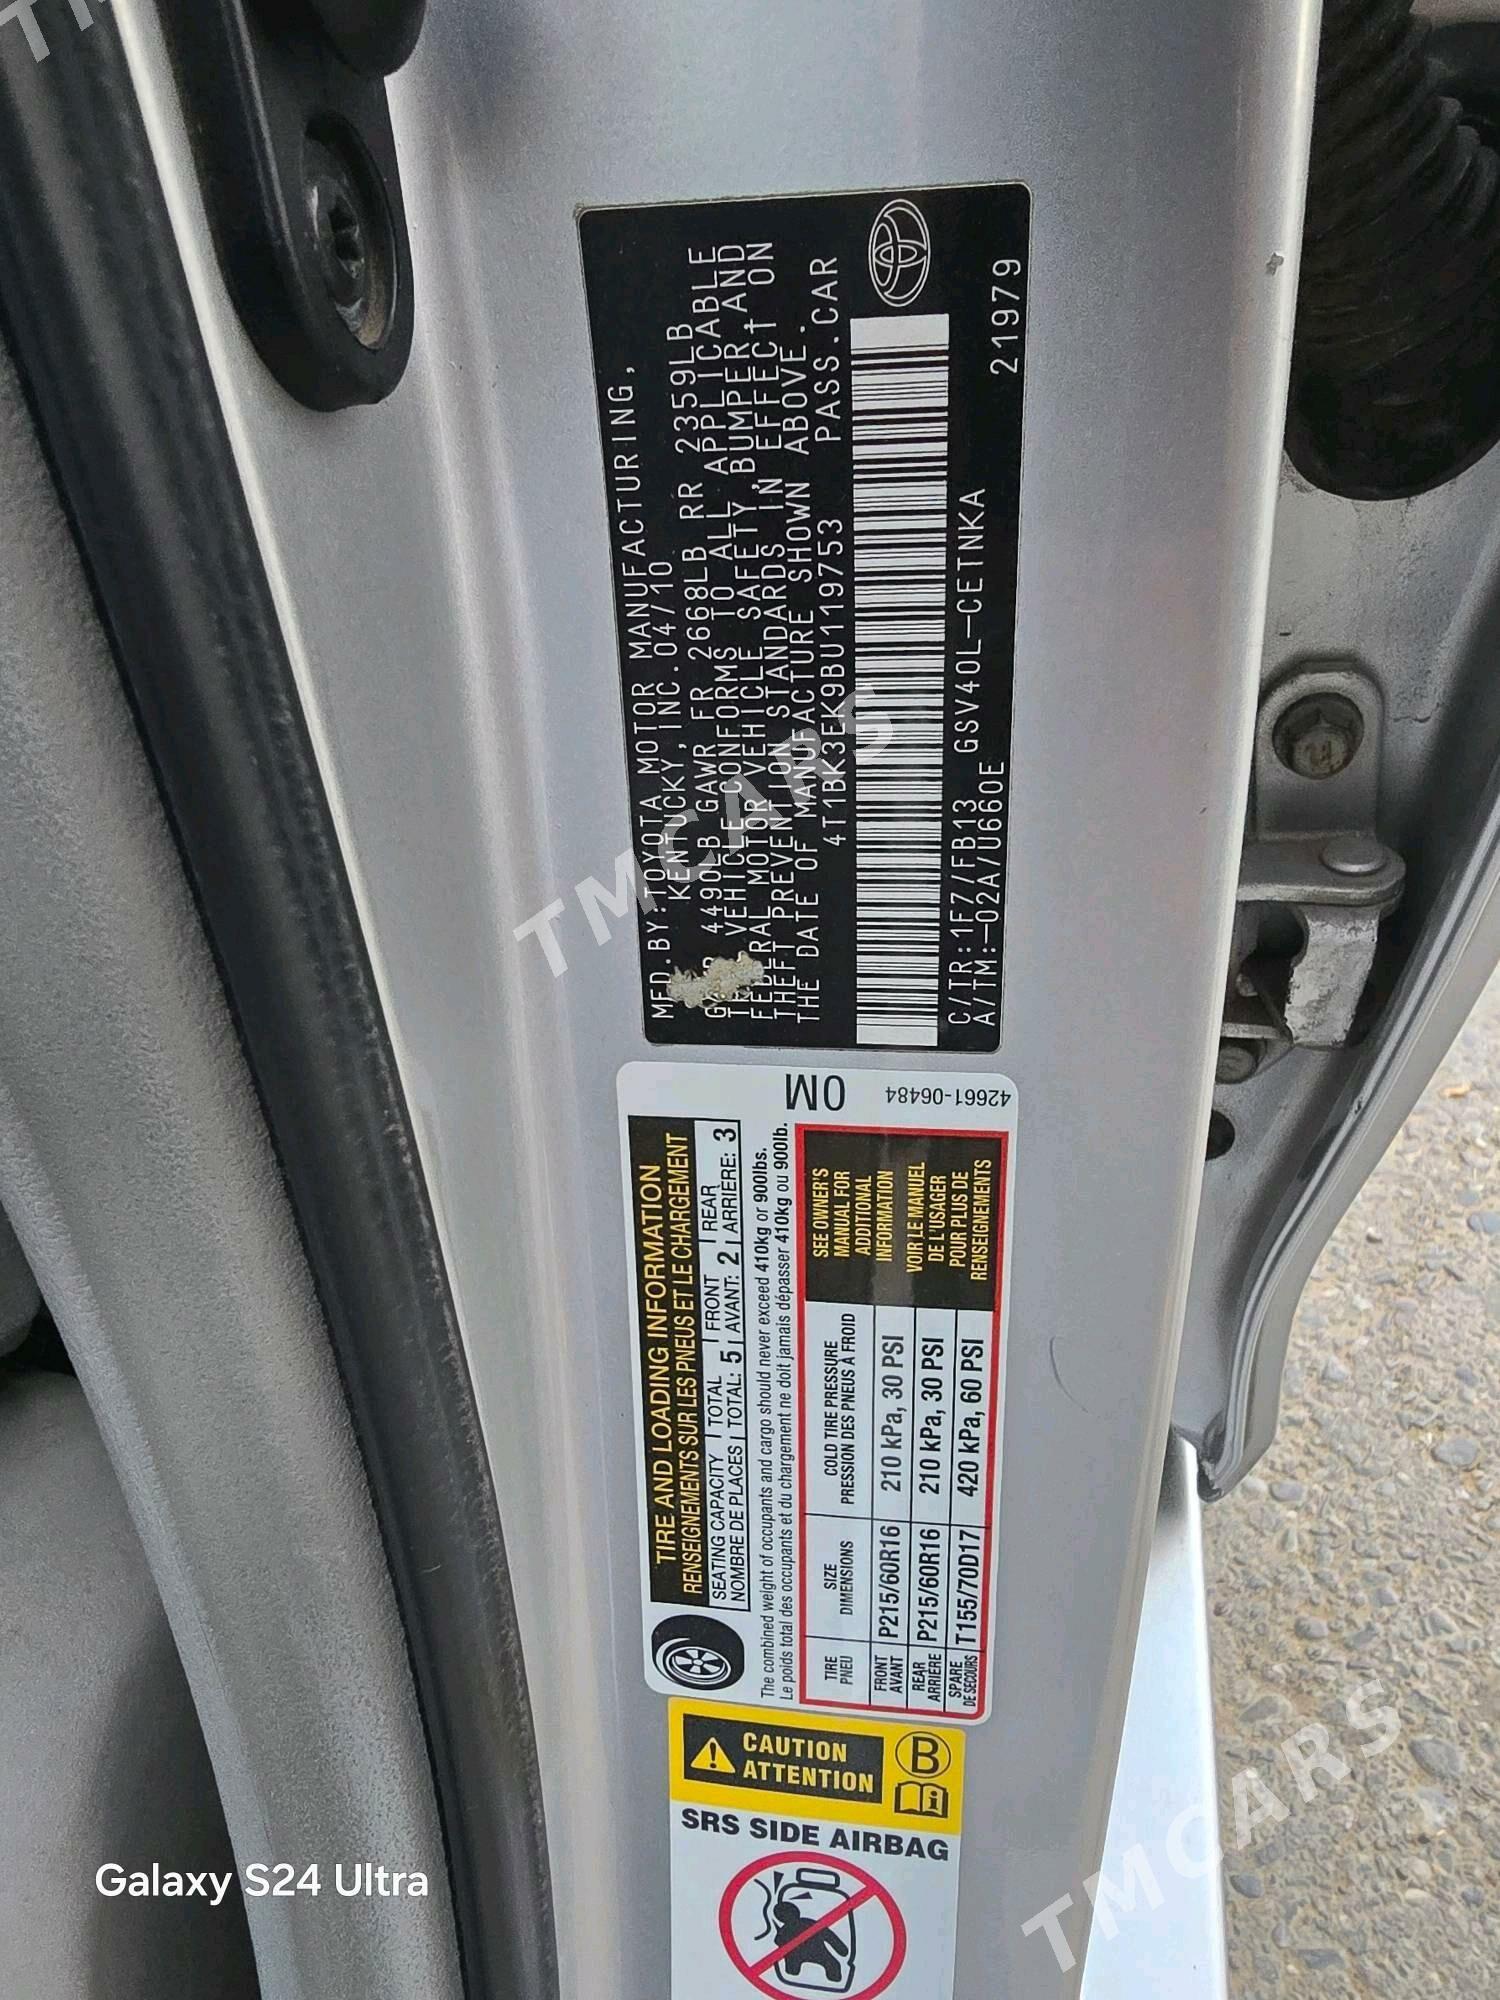 MFD.BY:TOYOTA MOTOR MANUFACTURING,
KENTUCKY,INC.04/10
4490LB GAWR FR 2668LB RR 2359LB
VEHICLE CONFORMS TO ALL APPLICABLE
FEDERAL MOTOR VEHICLE SAFETY,BUMPER,AND
THEFT PREVENTION STANDARDS IN EFFECT ON
THE DATE OF MANUFACTURE SHOWN ABOVE.
4T1BK3EK9BU119753 PASS.CAR
C/TR:1F7/FB13 GSV40L-CETNKA
A/TM:-02A/U660E
21979
TIRE AND LOADING INFORMATION
RENSEIGNEMENTS SUR LES PNEUS ET LE CHARGEMENT
0M
42661-06484
SEATING CAPACITY | TOTAL | FRONT | REAR
NOMBRE DE PLACES | TOTAL: 5 | AVANT: 2 | ARRIÈRE: 3
The combined weight of occupants and cargo should never exceed 410kg or 900lbs.
Le poids total des occupants et du chargement ne doit jamais dépasser 410kg ou 900lb.
TIRE SIZE COLD TIRE PRESSURE
PNEU DIMENSIONS PRESSION DES PNEUS À FROID
FRONT AVANT P215/60R16 210 kPa, 30 PSI
REAR ARRIÈRE P215/60R16 210 kPa, 30 PSI
SPARE DE SECOURS T155/70D17 420 kPa, 60 PSI
SEE OWNER'S
MANUAL FOR
ADDITIONAL
INFORMATION
VOIR LE MANUEL
DE L'USAGER
POUR PLUS DE
RENSEIGNEMENTS
CAUTION
ATTENTION
B
SRS SIDE AIRBAG
Galaxy S24 Ultra
TMCARS
TMCARS